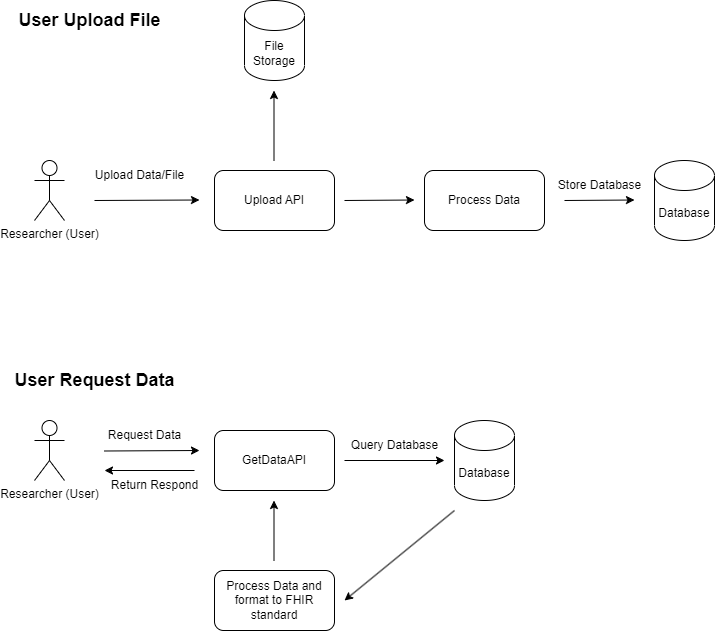 User Upload File
File
Storage
Upload Data/File
Upload API
Process Data
Store Database
Database
Researcher (User)
User Request Data
Request Data
GetDataAPI
Query Database
Database
Return Respond
Researcher (User)
Process Data and
format to FHIR
standard